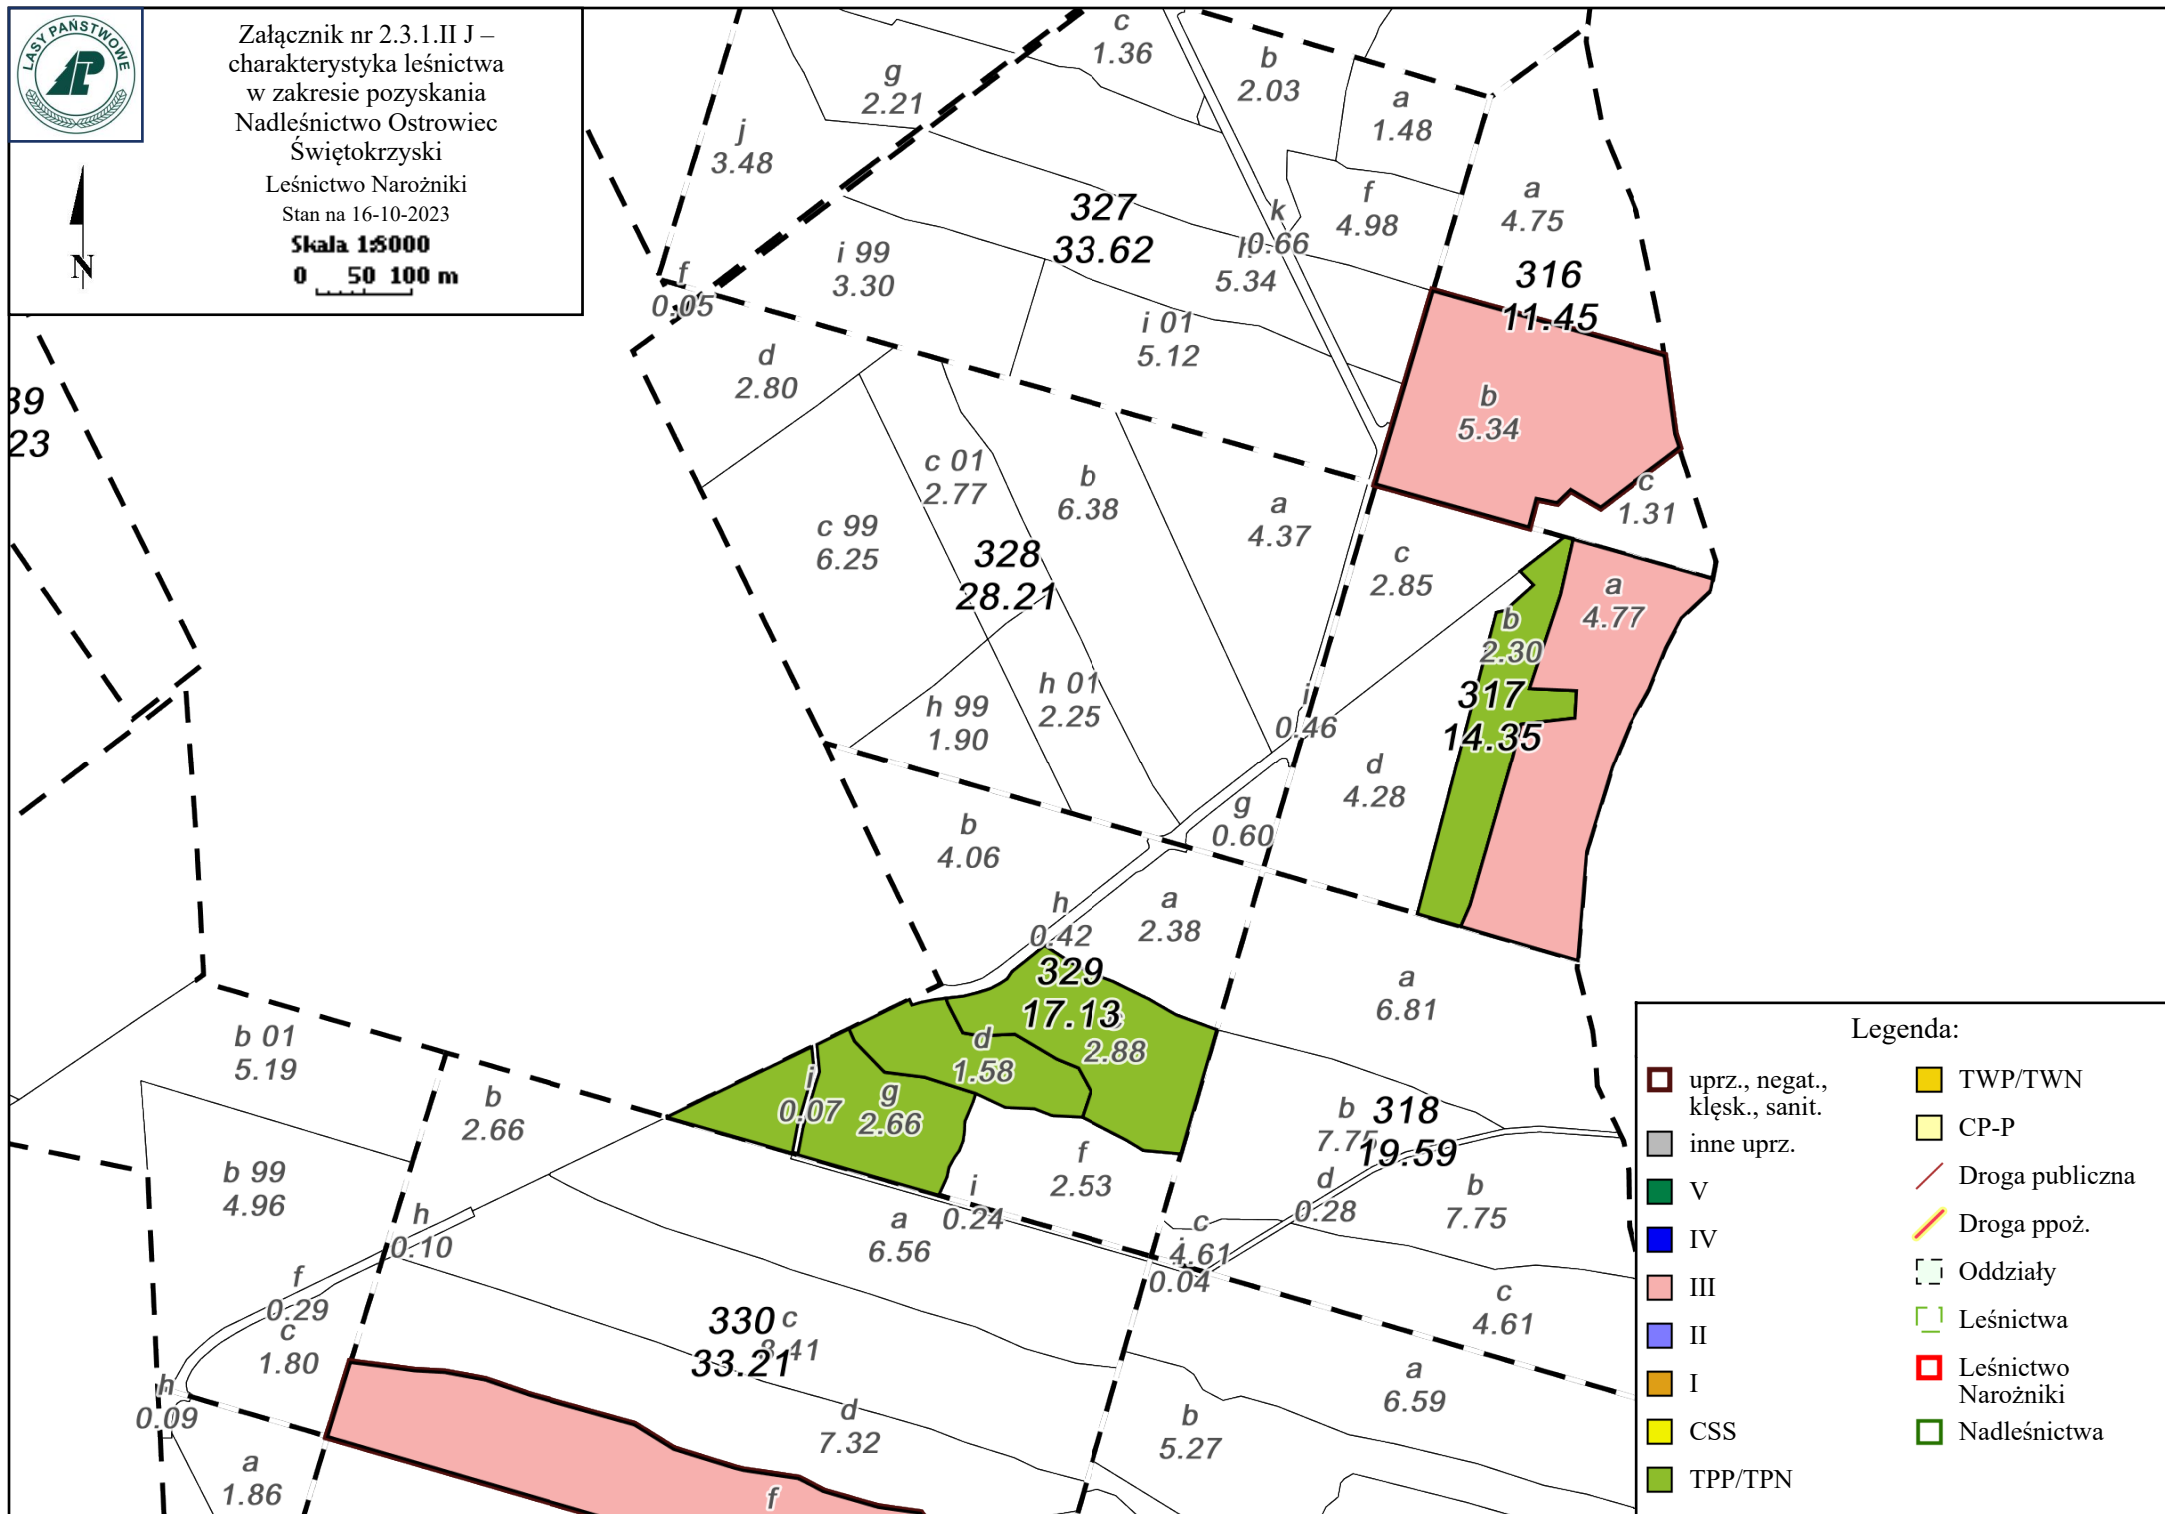 LASY PAŃSTWOWE
Załącznik nr 2.3.1.II J –
charakterystyka leśnictwa
w zakresie pozyskania
Nadleśnictwo Ostrowiec
Świętokrzyski
Leśnictwo Narożniki
Stan na 16-10-2023
Skala 1:5000
0 50 100 m
N
c
1.36
b
2.03
g
2.21
a
1.48
j
3.48
327
33.62
k
0.66
f
4.98
a
4.75
i 99
3.30
5.34
316
11.45
f
0.05
i 01
5.12
d
2.80
39
23
b
5.34
c
1.31
c 01
2.77
b
6.38
a
4.37
c 99
6.25
328
28.21
c
2.85
a
4.77
b
2.30
317
14.35
h 99
1.90
h 01
2.25
i
0.46
d
4.28
g
0.60
b
4.06
h
0.42
a
2.38
329
17.13
2.88
a
6.81
d
1.58
b 01
5.19
i
0.07
g
2.66
b
2.66
b
7.75
318
19.59
f
2.53
b 99
4.96
d
0.28
b
7.75
h
0.10
a
6.56
i
0.24
c
4.61
0.04
f
0.29
c
4.61
c
1.80
330
33.21
c
a
6.59
h
0.09
d
7.32
b
5.27
a
1.86
f
Legenda:
uprz., negat.,
klęsk., sanit.
inne uprz.
V
IV
III
II
I
CSS
TPP/TPN
TWP/TWN
CP-P
Droga publiczna
Droga ppoż.
Oddziały
Leśnictwa
Leśnictwo
Narożniki
Nadleśnictwa